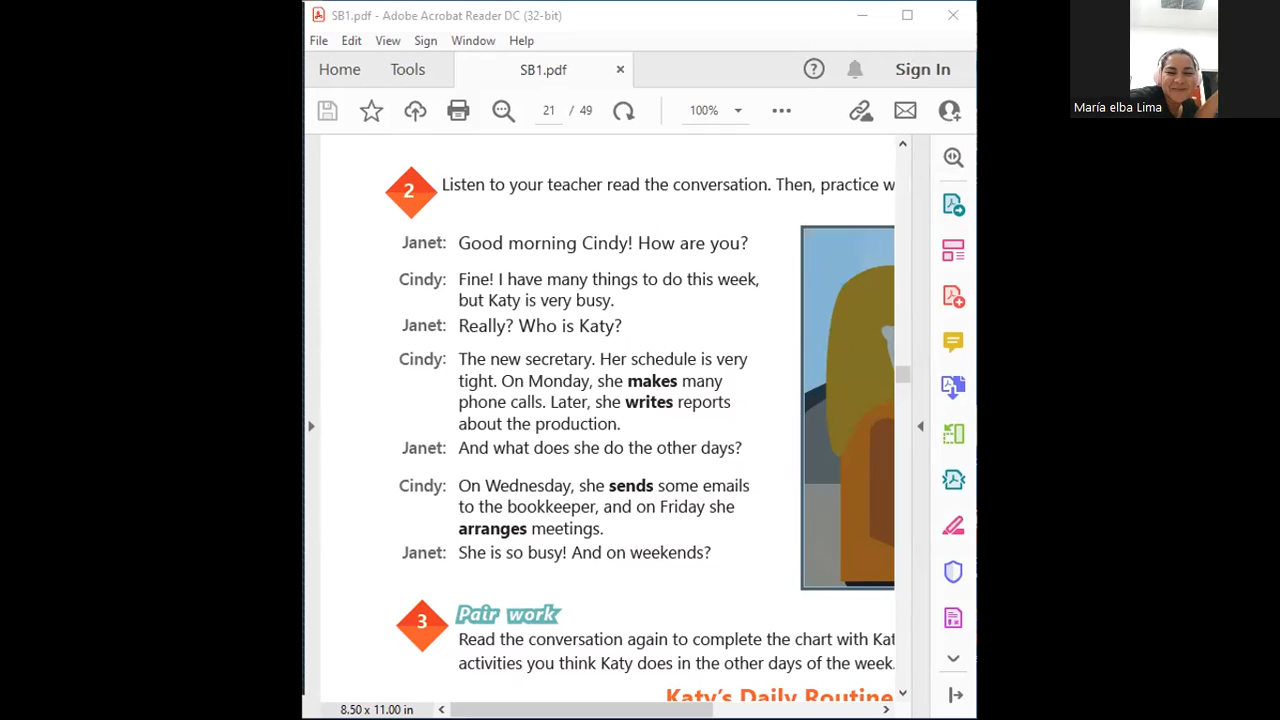 SB1.pdf - Adobe Acrobat Reader DC (32-bit)
File Edit View Sign Window Help
Home Tools SB1.pdf Sign In
21 / 49 100%
2 Listen to your teacher read the conversation. Then, practice w
Janet: Good morning Cindy! How are you?
Cindy: Fine! I have many things to do this week,
but Katy is very busy.
Janet: Really? Who is Katy?
Cindy: The new secretary. Her schedule is very
tight. On Monday, she makes many
phone calls. Later, she writes reports
about the production.
Janet: And what does she do the other days?
Cindy: On Wednesday, she sends some emails
to the bookkeeper, and on Friday she
arranges meetings.
Janet: She is so busy! And on weekends?
3 Pair work
Read the conversation again to complete the chart with Kat
activities you think Katy does in the other days of the week.
Katy's Daily Routine
8.50 x 11.00 in
María elba Lima